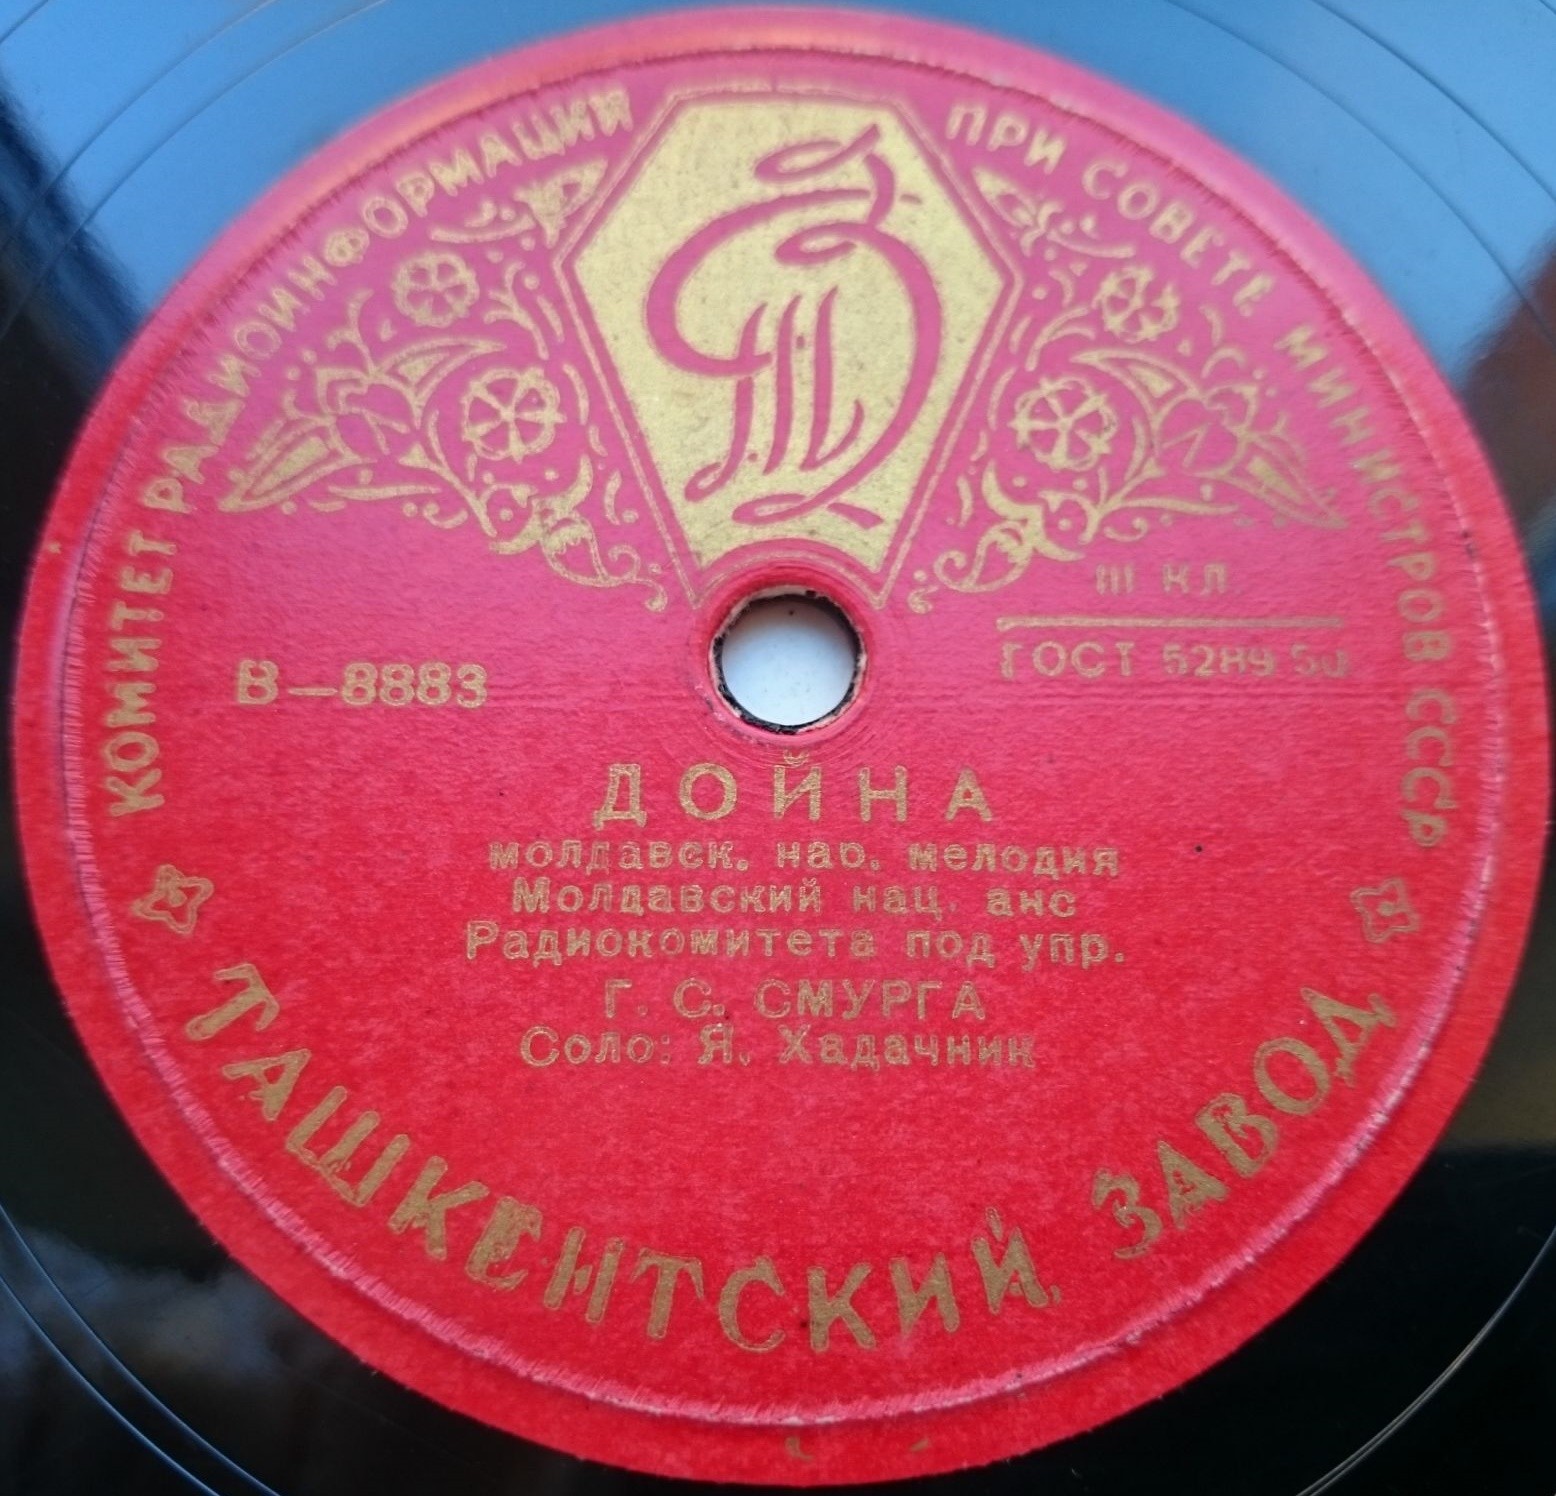 КОМИТЕТ РАДИОИНФОРМАЦИИ ПРИ СОВЕТЕ МИНИСТРОВ СССР
III КЛ.
В—8883
ГОСТ 5289-50
ДОЙНА
молдавск. нар. мелодия
Молдавский нац. анс
Радиокомитета под упр.
Г. С. СМУРГА
Соло: Я. Хадачник
ТАШКЕНТСКИЙ ЗАВОД